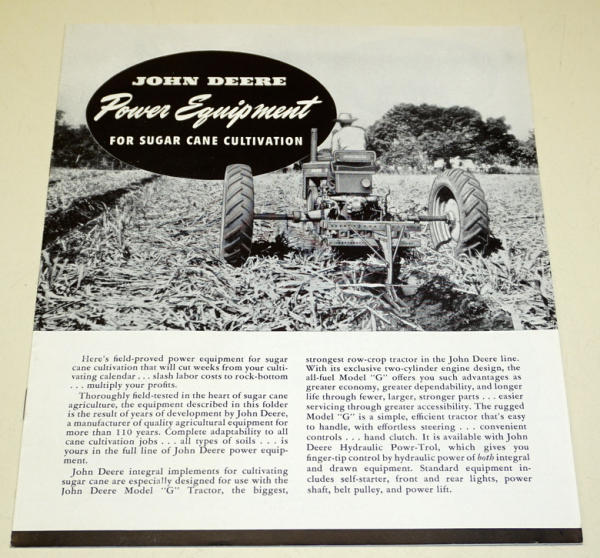 JOHN DEERE
Power Equipment
FOR SUGAR CANE CULTIVATION
Here's field-proved power equipment for sugar
cane cultivation that will cut weeks from your culti-
vating calendar . . . slash labor costs to rock-bottom
. . . multiply your profits.
Thoroughly field-tested in the heart of sugar cane
agriculture, the equipment described in this folder
is the result of years of development by John Deere,
a manufacturer of quality agricultural equipment for
more than 110 years. Complete adaptability to all
cane cultivation jobs . . . all types of soils . . . is
yours in the full line of John Deere power equip-
ment.
John Deere integral implements for cultivating
sugar cane are especially designed for use with the
John Deere Model "G" Tractor, the biggest,
strongest row-crop tractor in the John Deere line.
With its exclusive two-cylinder engine design, the
all-fuel Model "G" offers you such advantages as
greater economy, greater dependability, and longer
life through fewer, larger, stronger parts . . . easier
servicing through greater accessibility. The rugged
Model "G" is a simple, efficient tractor that's easy
to handle, with effortless steering . . . convenient
controls . . . hand clutch. It is available with John
Deere Hydraulic Powr-Trol, which gives you
finger-tip control by hydraulic power of both integral
and drawn equipment. Standard equipment in-
cludes self-starter, front and rear lights, power
shaft, belt pulley, and power lift.